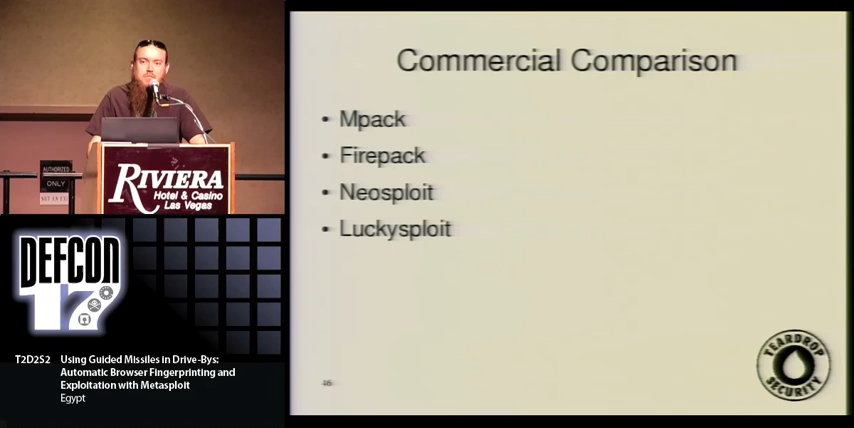 Commercial Comparison
• Mpack
• Firepack
• Neosploit
• Luckysploit
46
TEARDROP
SECURITY
AUTHORIZED
ONLY
RIVIERA
Hotel & Casino
Las Vegas
DEFCON
17
T2D2S2 Using Guided Missiles in Drive-Bys:
Automatic Browser Fingerprinting and
Exploitation with Metasploit
Egypt